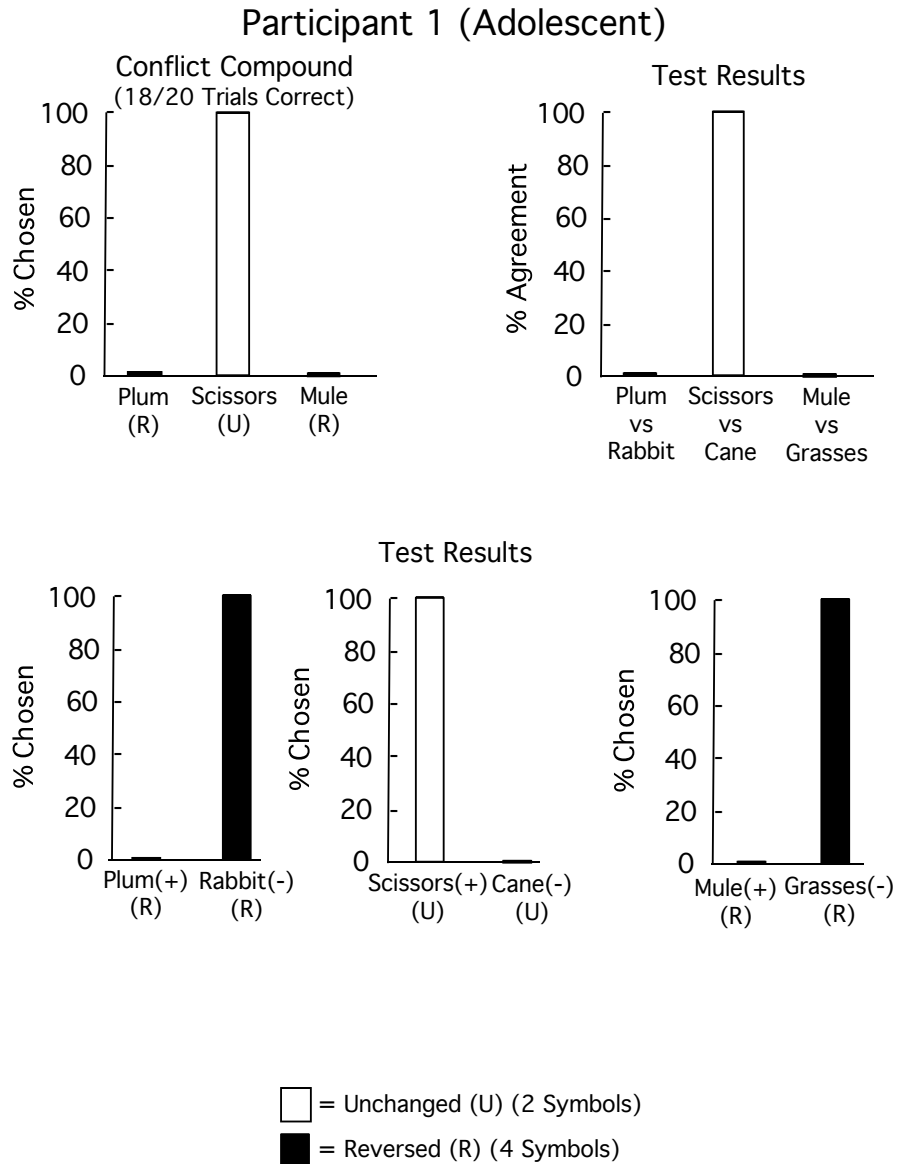 Participant 1 (Adolescent)
Conflict Compound
(18/20 Trials Correct)
% Chosen
100
80
60
40
20
0
Plum Scissors Mule
(R) (U) (R)
Test Results
% Agreement
100
80
60
40
20
0
Plum Scissors Mule
vs vs vs
Rabbit Cane Grasses
Test Results
% Chosen
100
80
60
40
20
0
Plum(+) Rabbit(-)
(R) (R)
% Chosen
100
80
60
40
20
0
Scissors(+) Cane(-)
(U) (U)
% Chosen
100
80
60
40
20
0
Mule(+) Grasses(-)
(R) (R)
= Unchanged (U) (2 Symbols)
= Reversed (R) (4 Symbols)